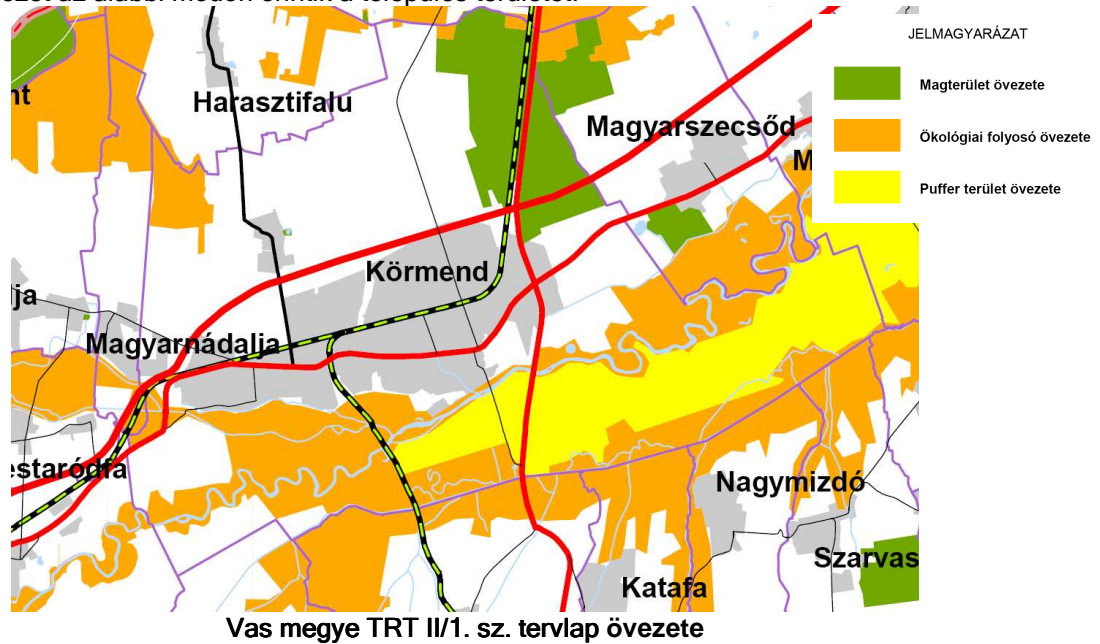 JELMAGYARÁZAT
Magterület övezete
Ökológiai folyosó övezete
Puffer terület övezete
Harasztifalu
Magyarszecsőd
M
Körmend
Magyarnádalja
Nagymizdó
Szarvas
Katafa
Vas megye TRT II/1. sz. tervlap övezete